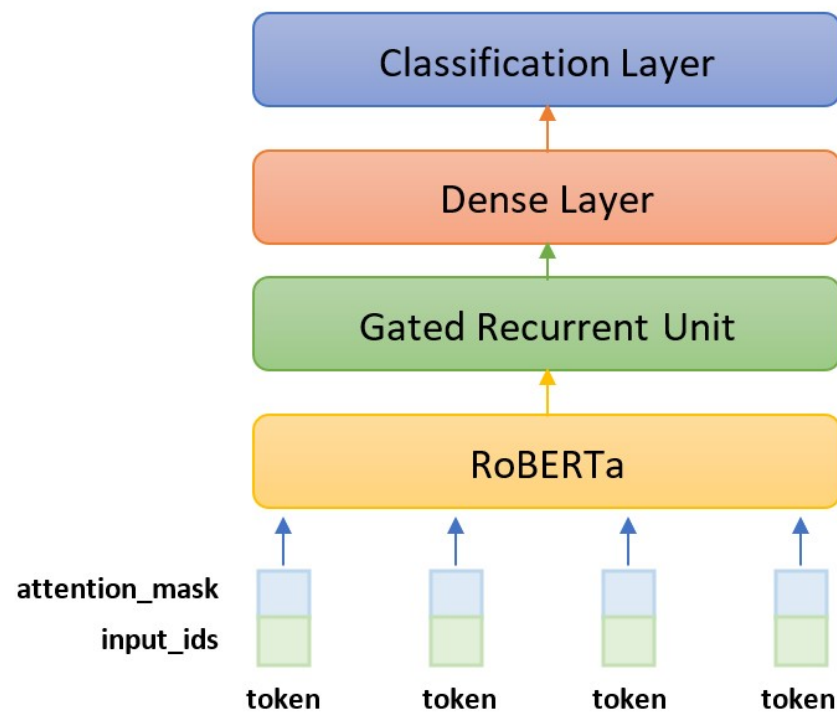 Classification Layer
Dense Layer
Gated Recurrent Unit
RoBERTa
attention_mask
input_ids
token token token token